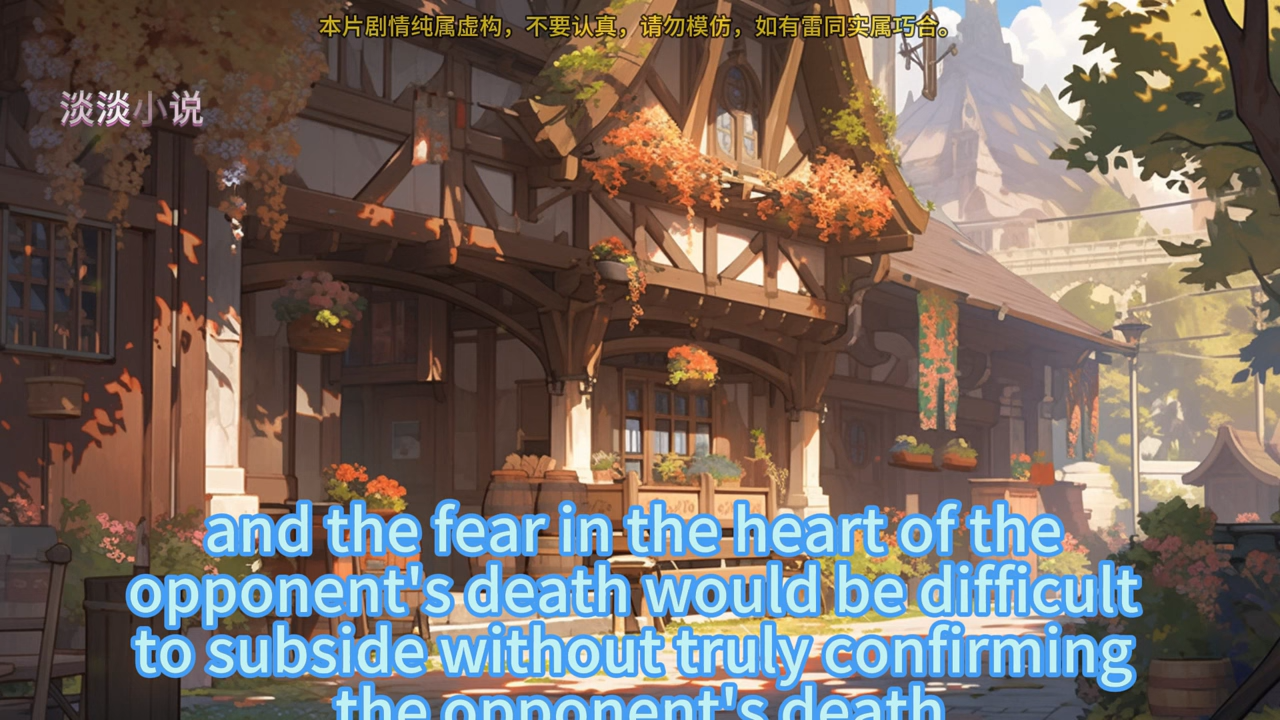 本片剧情纯属虚构，不要认真，请勿模仿，如有雷同实属巧合。
淡淡小说
and the fear in the heart of the
opponent's death would be difficult
to subside without truly confirming
the opponent's death